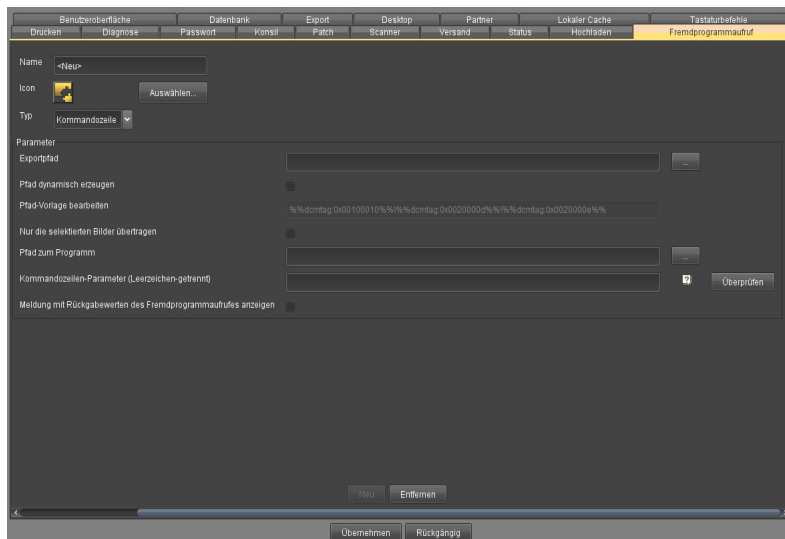 Benutzeroberfläche Datenbank Export Desktop Partner Lokaler Cache Tastaturbefehle
Drucken Diagnose Passwort Konsil Patch Scanner Versand Status Hochladen Fremdprogrammaufruf
Name <Neu>
Icon Auswählen...
Typ Kommandozeile
Parameter
Exportpfad ...
Pfad dynamisch erzeugen
Pfad-Vorlage bearbeiten %%dcmtag:0x00100010%%\%%dcmtag:0x0020000d%%\%%dcmtag:0x0020000e%%
Nur die selektierten Bilder übertragen
Pfad zum Programm ...
Kommandozeilen-Parameter (Leerzeichen-getrennt) ? Überprüfen
Meldung mit Rückgabewerten des Fremdprogrammaufrufes anzeigen
Neu Entfernen
Übernehmen Rückgängig